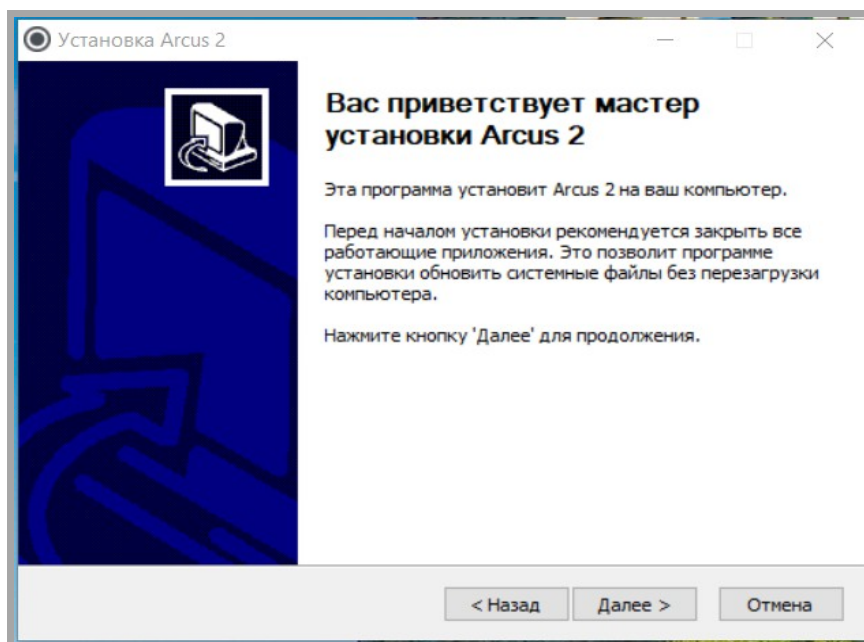 Установка Arcus 2
Вас приветствует мастер
установки Arcus 2
Эта программа установит Arcus 2 на ваш компьютер.
Перед началом установки рекомендуется закрыть все
работающие приложения. Это позволит программе
установки обновить системные файлы без перезагрузки
компьютера.
Нажмите кнопку 'Далее' для продолжения.
< Назад
Далее >
Отмена